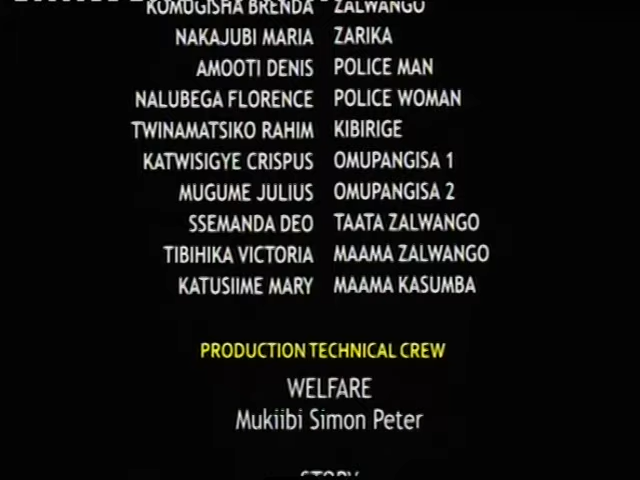 KOMUGISHA BRENDA ZALWANGO
NAKAJUBI MARIA ZARIKA
AMOOTI DENIS POLICE MAN
NALUBEGA FLORENCE POLICE WOMAN
TWINAMATSIKO RAHIM KIBIRIGE
KATWISIGYE CRISPUS OMUPANGISA 1
MUGUME JULIUS OMUPANGISA 2
SSEMANDA DEO TAATA ZALWANGO
TIBIHIKA VICTORIA MAAMA ZALWANGO
KATUSIIME MARY MAAMA KASUMBA
PRODUCTION TECHNICAL CREW
WELFARE
Mukiibi Simon Peter
STORY